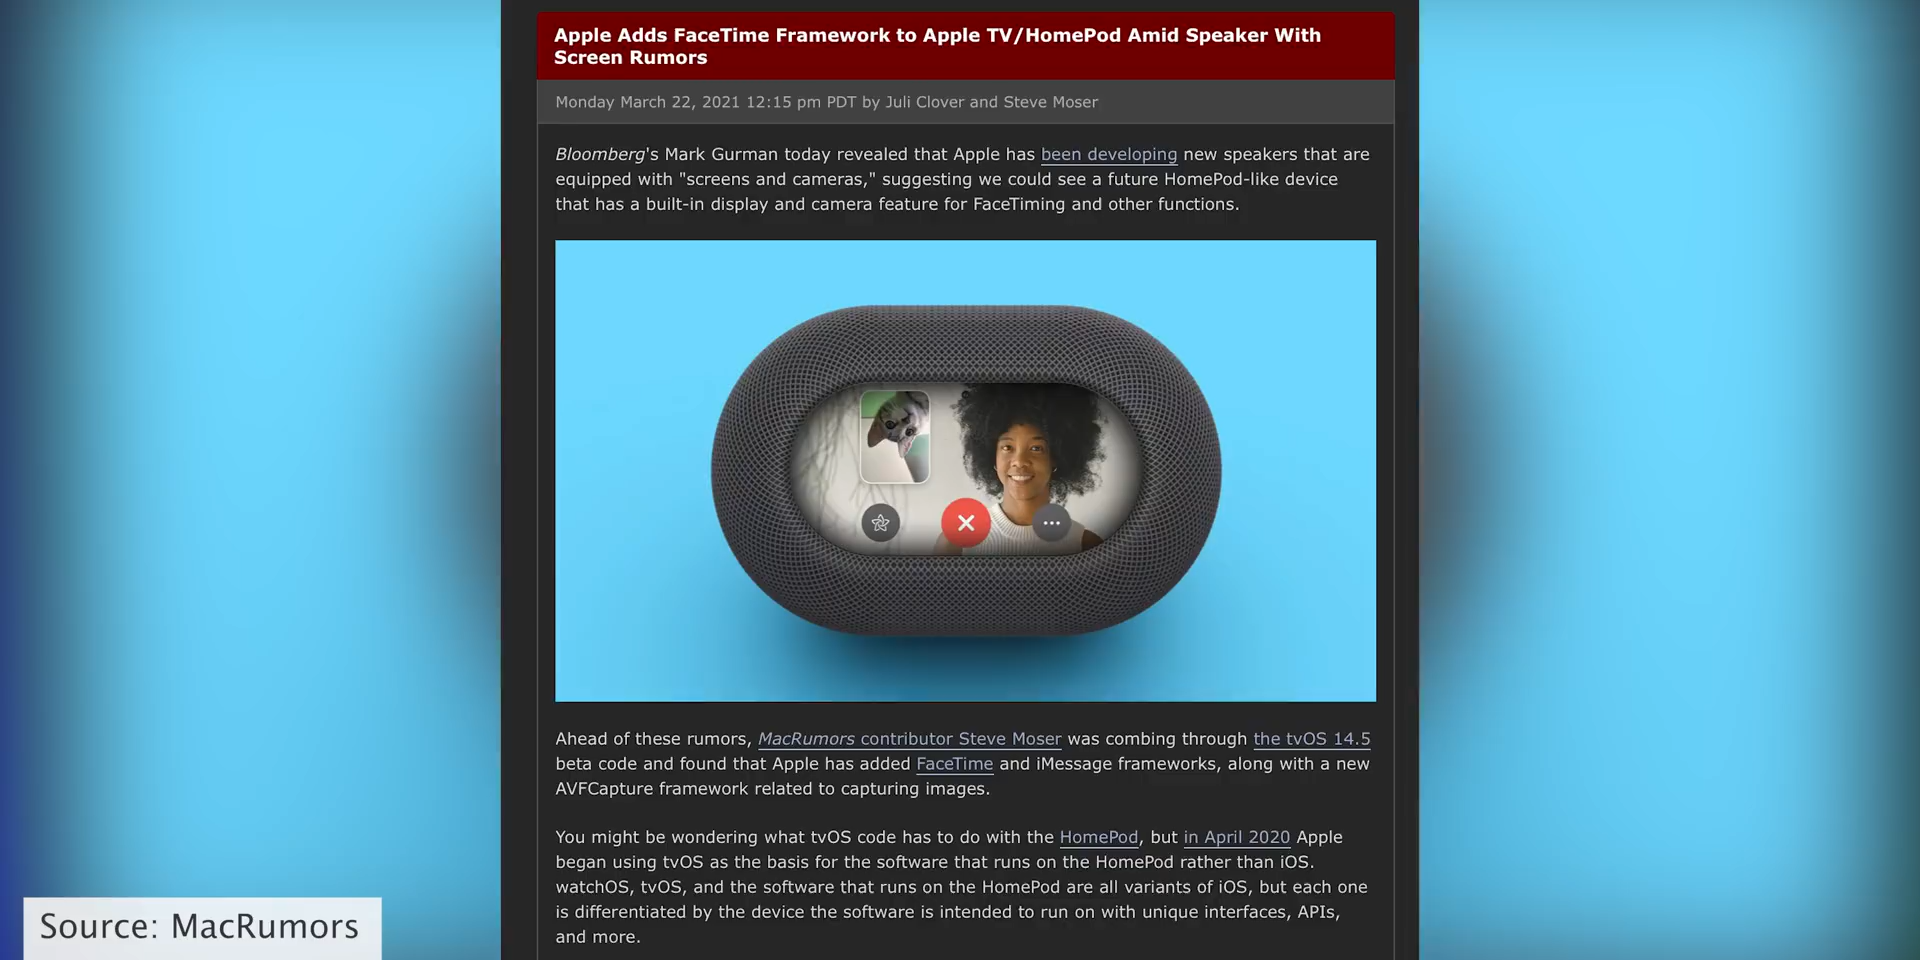 Apple Adds FaceTime Framework to Apple TV/HomePod Amid Speaker With
Screen Rumors
Monday March 22, 2021 12:15 pm PDT by Juli Clover and Steve Moser
Bloomberg's Mark Gurman today revealed that Apple has been developing new speakers that are
equipped with "screens and cameras," suggesting we could see a future HomePod-like device
that has a built-in display and camera feature for FaceTiming and other functions.
Ahead of these rumors, MacRumors contributor Steve Moser was combing through the tvOS 14.5
beta code and found that Apple has added FaceTime and iMessage frameworks, along with a new
AVFCapture framework related to capturing images.
You might be wondering what tvOS code has to do with the HomePod, but in April 2020 Apple
began using tvOS as the basis for the software that runs on the HomePod rather than iOS.
watchOS, tvOS, and the software that runs on the HomePod are all variants of iOS, but each one
is differentiated by the device the software is intended to run on with unique interfaces, APIs,
and more.
Source: MacRumors